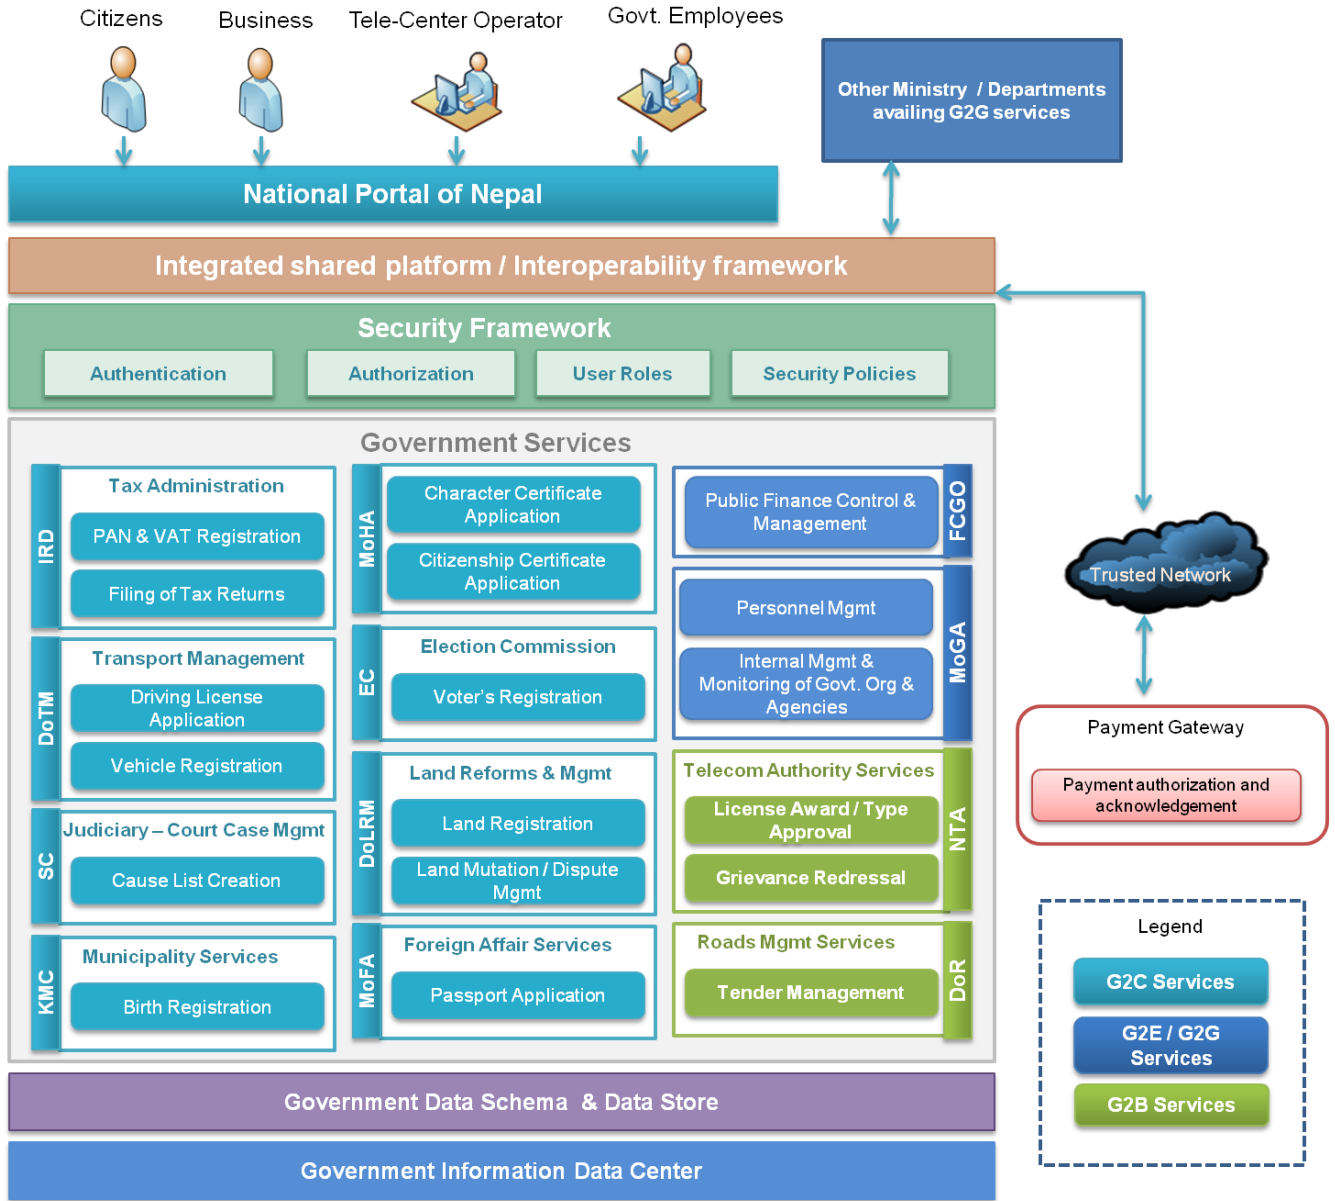 Citizens
Business
Tele-Center Operator
Govt. Employees
Other Ministry / Departments
availing G2G services
National Portal of Nepal
Integrated shared platform / Interoperability framework
Security Framework
Authentication
Authorization
User Roles
Security Policies
Government Services
IRD
Tax Administration
PAN & VAT Registration
Filing of Tax Returns
DoTM
Transport Management
Driving License
Application
Vehicle Registration
SC
Judiciary – Court Case Mgmt
Cause List Creation
KMC
Municipality Services
Birth Registration
MoHA
Character Certificate
Application
Citizenship Certificate
Application
EC
Election Commission
Voter's Registration
DoLRM
Land Reforms & Mgmt
Land Registration
Land Mutation / Dispute
Mgmt
MoFA
Foreign Affair Services
Passport Application
Public Finance Control &
Management
FCGO
Personnel Mgmt
Internal Mgmt &
Monitoring of Govt. Org &
Agencies
MoGA
Telecom Authority Services
License Award / Type
Approval
Grievance Redressal
NTA
Roads Mgmt Services
Tender Management
DoR
Trusted Network
Payment Gateway
Payment authorization and
acknowledgement
Legend
G2C Services
G2E / G2G
Services
G2B Services
Government Data Schema & Data Store
Government Information Data Center